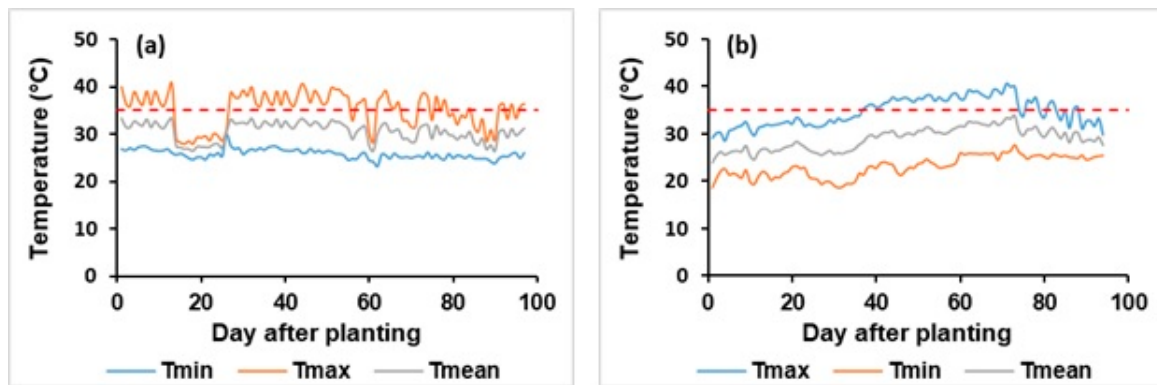 (a)
Temperature (°C)
50
40
30
20
10
0
0 20 40 60 80 100
Day after planting
Tmin Tmax Tmean
(b)
Temperature (°C)
50
40
30
20
10
0
0 20 40 60 80 100
Day after planting
Tmax Tmin Tmean